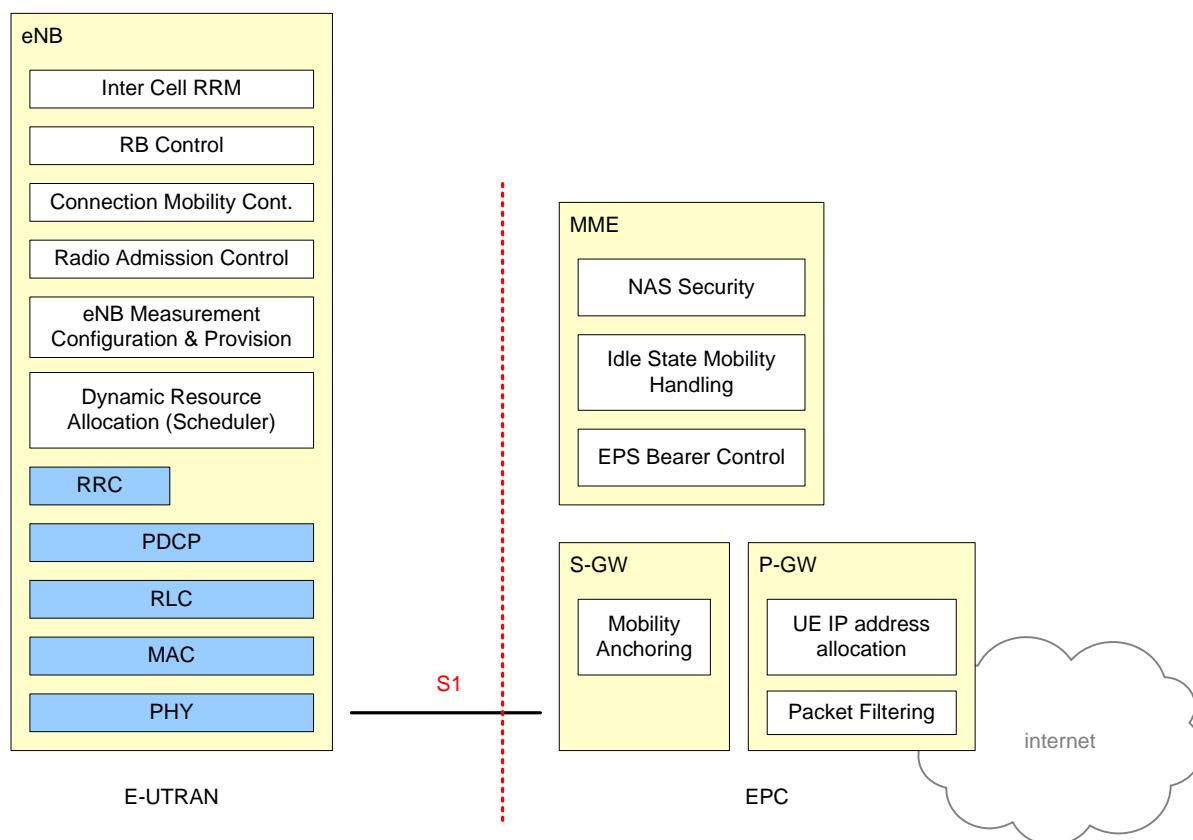 eNB
Inter Cell RRM
RB Control
Connection Mobility Cont.
Radio Admission Control
eNB Measurement
Configuration & Provision
Dynamic Resource
Allocation (Scheduler)
RRC
PDCP
RLC
MAC
PHY
E-UTRAN
S1
MME
NAS Security
Idle State Mobility
Handling
EPS Bearer Control
S-GW
Mobility
Anchoring
P-GW
UE IP address
allocation
Packet Filtering
internet
EPC